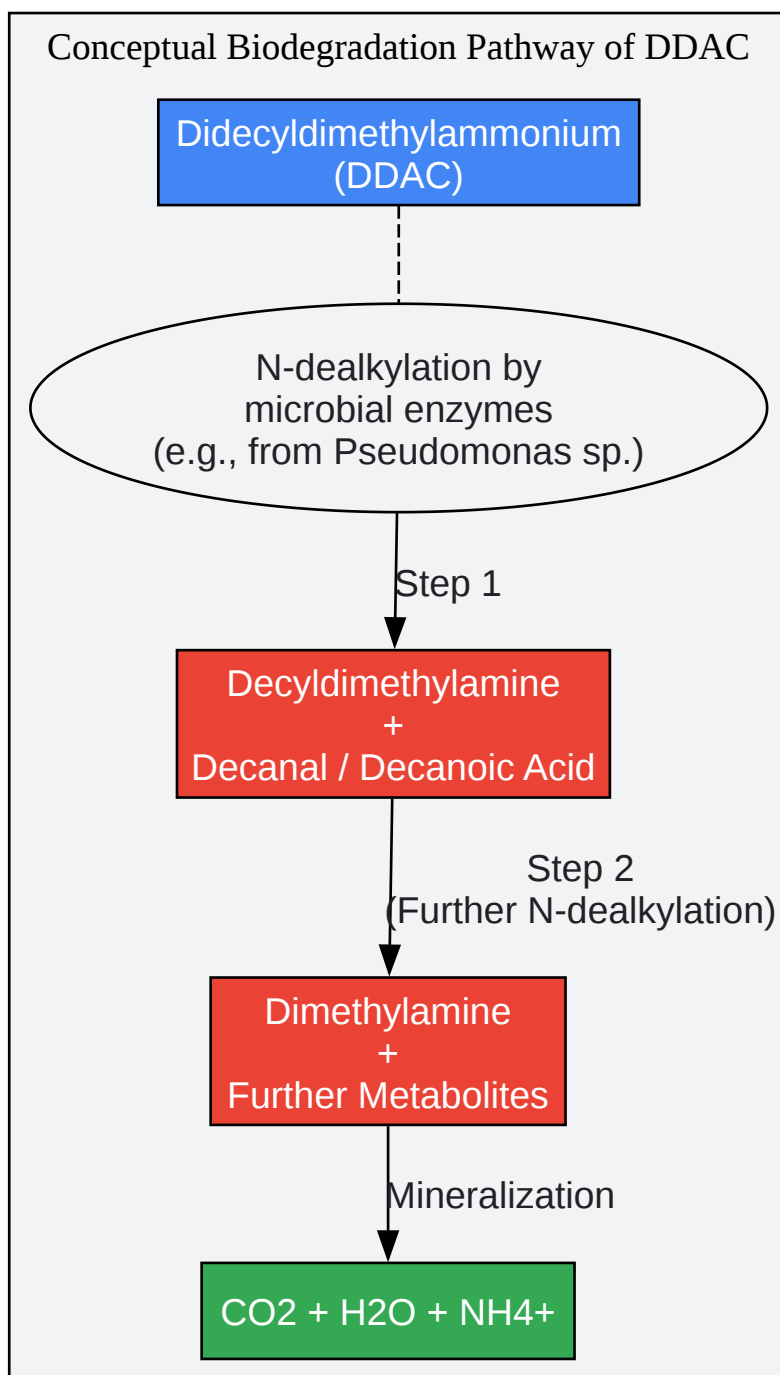 Conceptual Biodegradation Pathway of DDAC
Didecyldimethylammonium
(DDAC)
N-dealkylation by
microbial enzymes
(e.g., from Pseudomonas sp.)
Step 1
Decyldimethylamine
+
Decanal / Decanoic Acid
Step 2
(Further N-dealkylation)
Dimethylamine
+
Further Metabolites
Mineralization
CO2 + H2O + NH4+